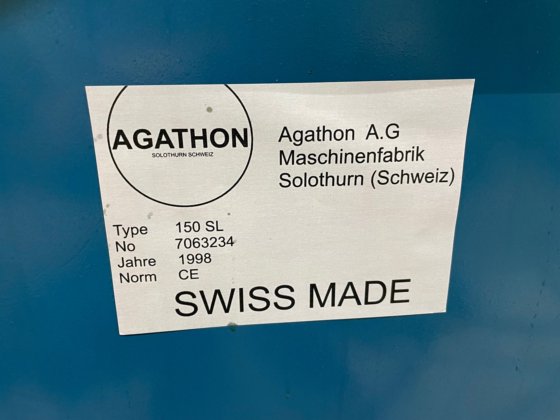 AGATHON
SOLOTHURN SCHWEIZ
Agathon A.G
Maschinenfabrik
Solothurn (Schweiz)
Type 150 SL
No 7063234
Jahre 1998
Norm CE
SWISS MADE